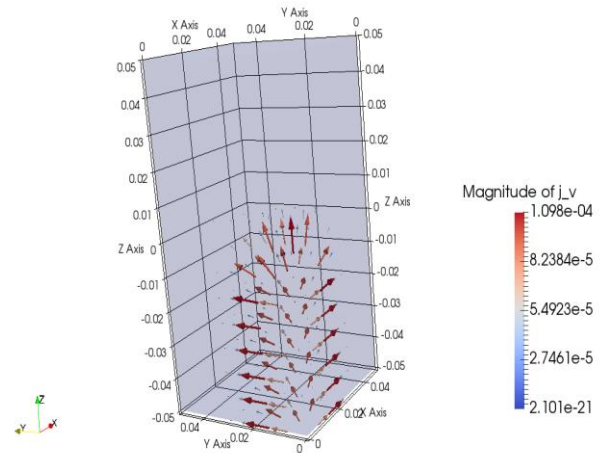 Y Axis
X Axis
0 0.02 0.04 0.04 0.02 0
0.05 0.05
0.04 0.04
0.03 0.03
0.02 0.02
0.01 0.01
Z Axis 0 0 Z Axis
-0.01 -0.01
-0.02 -0.02
-0.03 -0.03
-0.04 -0.04
-0.05 -0.05
0.04 0.02 0 0 0.02 0.04
Y Axis X Axis
Magnitude of j_v
1.098e-04
8.2384e-5
5.4923e-5
2.7461e-5
2.101e-21
Z
Y X